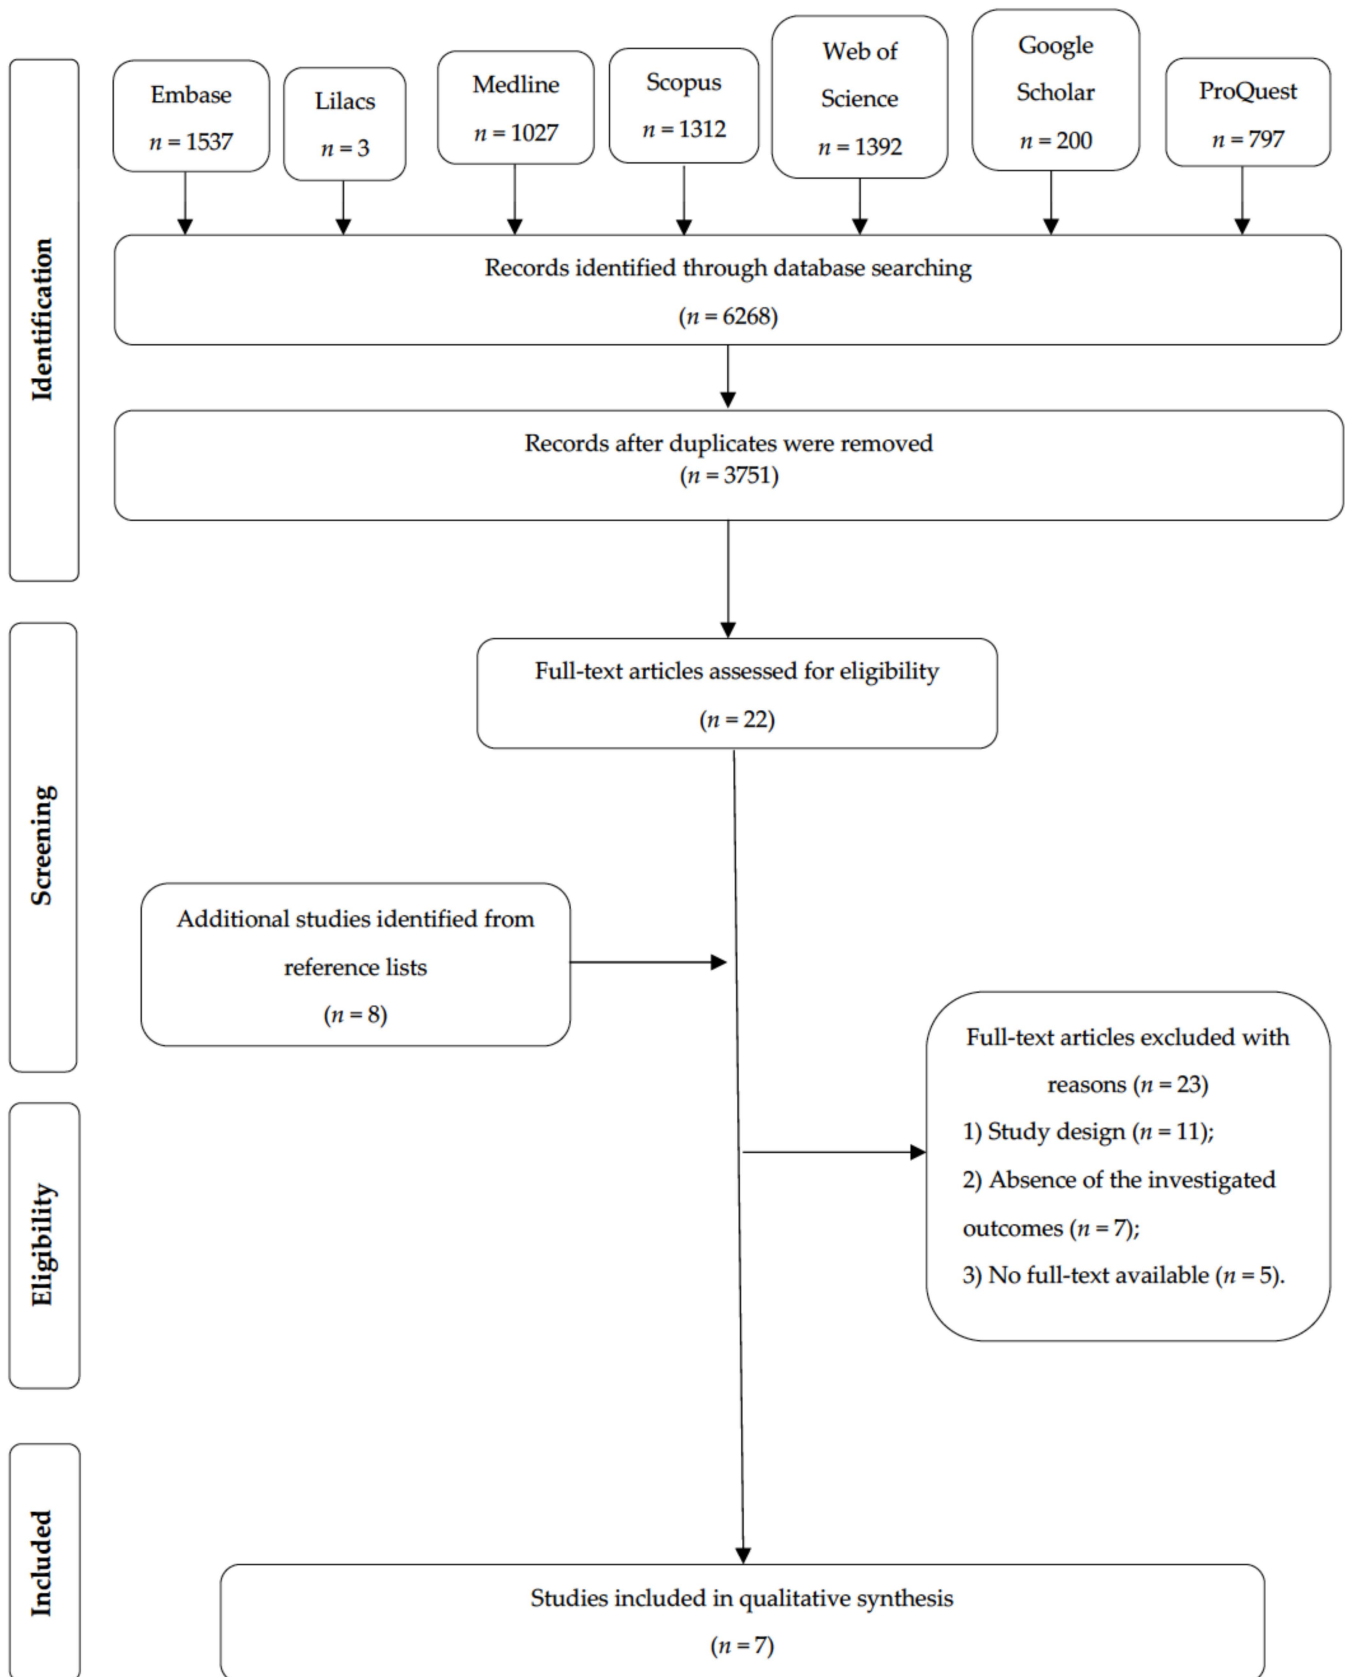 Embase
n = 1537
Lilacs
n = 3
Medline
n = 1027
Scopus
n = 1312
Web of
Science
n = 1392
Google
Scholar
n = 200
ProQuest
n = 797
Identification
Records identified through database searching
(n = 6268)
Records after duplicates were removed
(n = 3751)
Screening
Full-text articles assessed for eligibility
(n = 22)
Additional studies identified from
reference lists
(n = 8)
Eligibility
Full-text articles excluded with
reasons (n = 23)
1) Study design (n = 11);
2) Absence of the investigated
outcomes (n = 7);
3) No full-text available (n = 5).
Included
Studies included in qualitative synthesis
(n = 7)